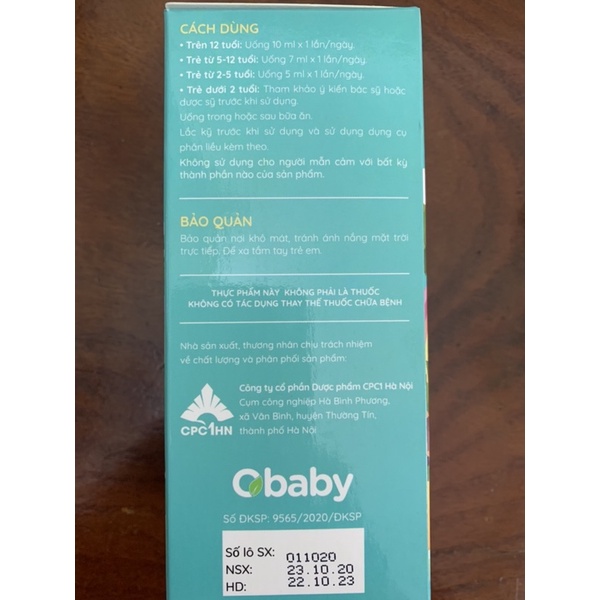 CÁCH DÙNG
• Trên 12 tuổi: Uống 10 ml x 1 lần/ngày.
• Trẻ từ 5-12 tuổi: Uống 7 ml x 1 lần/ngày.
• Trẻ từ 2-5 tuổi: Uống 5 ml x 1 lần/ngày.
• Trẻ dưới 2 tuổi: Tham khảo ý kiến bác sỹ hoặc
dược sỹ trước khi sử dụng.
Uống trong hoặc sau bữa ăn.
Lắc kỹ trước khi sử dụng và sử dụng dụng cụ
phân liều kèm theo.
Không sử dụng cho người mẫn cảm với bất kỳ
thành phần nào của sản phẩm.
BẢO QUẢN
Bảo quản nơi khô mát, tránh ánh nắng mặt trời
trực tiếp. Để xa tầm tay trẻ em.
THỰC PHẨM NÀY KHÔNG PHẢI LÀ THUỐC
KHÔNG CÓ TÁC DỤNG THAY THẾ THUỐC CHỮA BỆNH
Nhà sản xuất, thương nhân chịu trách nhiệm
về chất lượng và phân phối sản phẩm:
Công ty cổ phần Dược phẩm CPC1 Hà Nội
Cụm công nghiệp Hà Bình Phương,
xã Văn Bình, huyện Thường Tín,
thành phố Hà Nội
CPC1HN
Obaby
Số ĐKSP: 9565/2020/ĐKSP
Số lô SX: 011020
NSX: 23.10.20
HD: 22.10.23